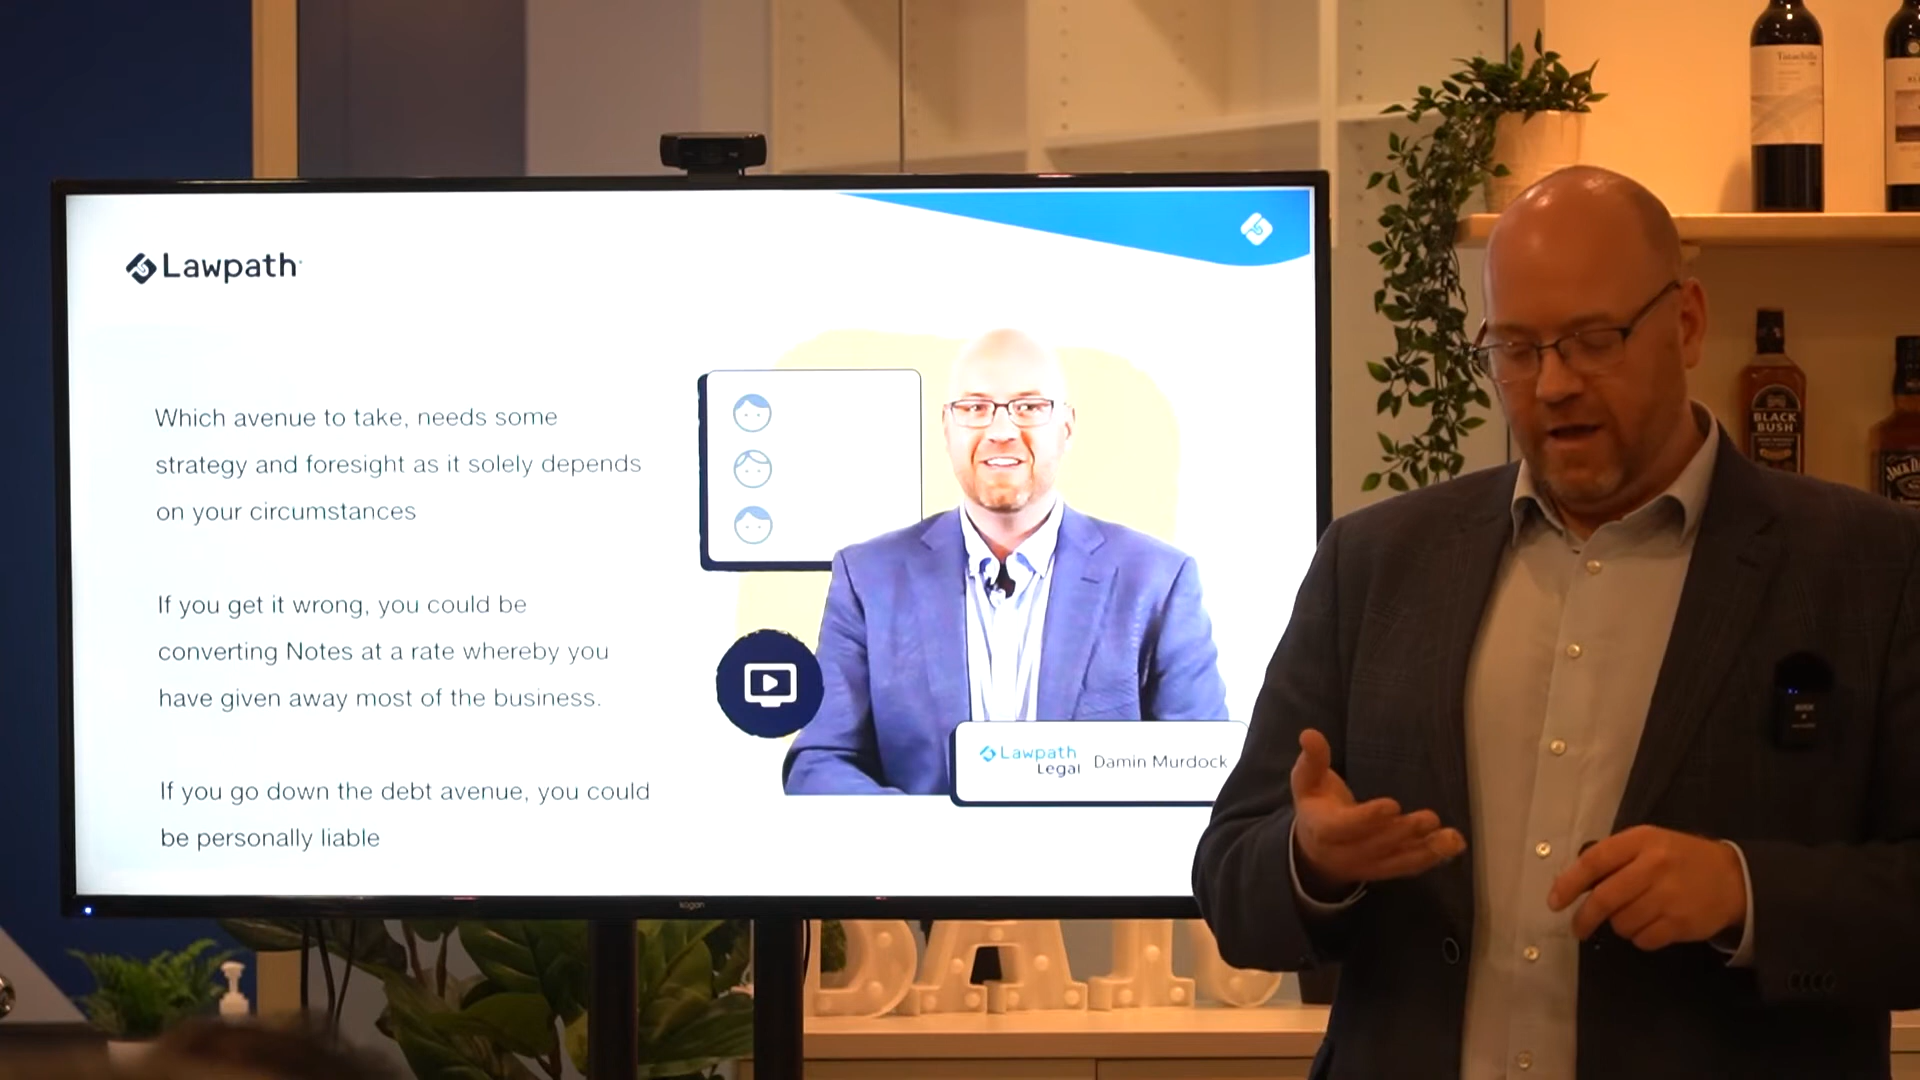 Lawpath
Which avenue to take, needs some
strategy and foresight as it solely depends
on your circumstances
If you get it wrong, you could be
converting Notes at a rate whereby you
have given away most of the business.
If you go down the debt avenue, you could
be personally liable
Lawpath
Legal
Damin Murdock
kogan
BLACK
BUSH